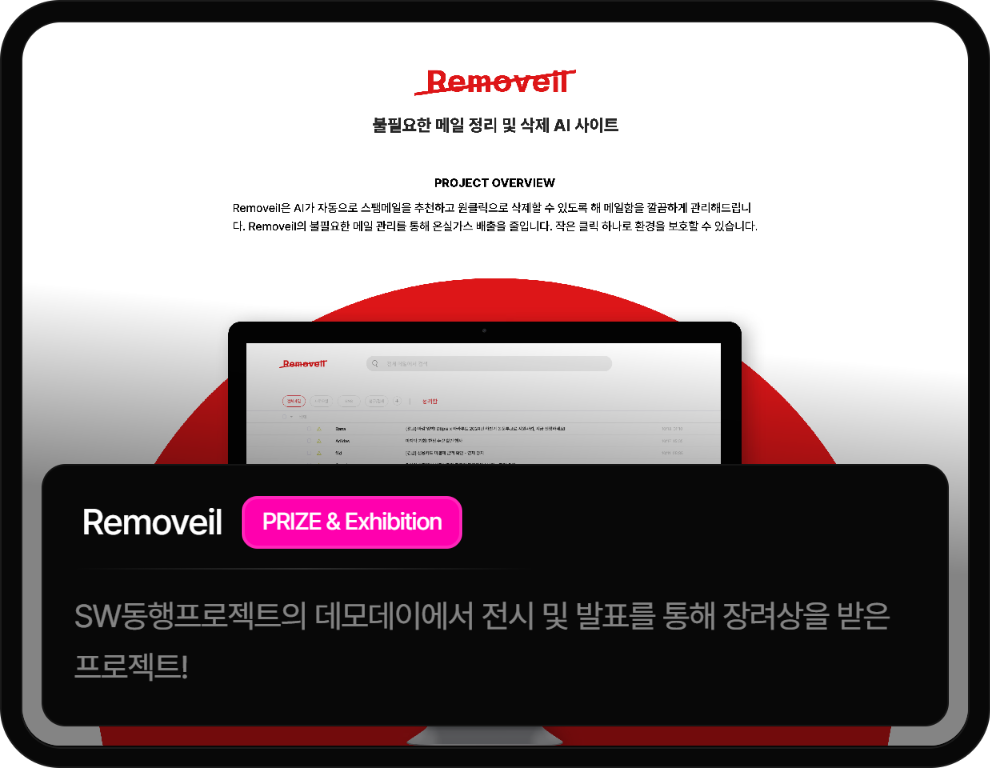 Removeil
불필요한 메일 정리 및 삭제 AI 사이트
PROJECT OVERVIEW
Removeil은 AI가 자동으로 스팸메일을 추천하고 원클릭으로 삭제할 수 있도록 해 메일함을 깔끔하게 관리해드립니
다. Removeil의 불필요한 메일 관리를 통해 온실가스 배출을 줄입니다. 작은 클릭 하나로 환경을 보호할 수 있습니다.
Removeil
Removeil
PRIZE & Exhibition
SW동행프로젝트의 데모데이에서 전시 및 발표를 통해 장려상을 받은
프로젝트!